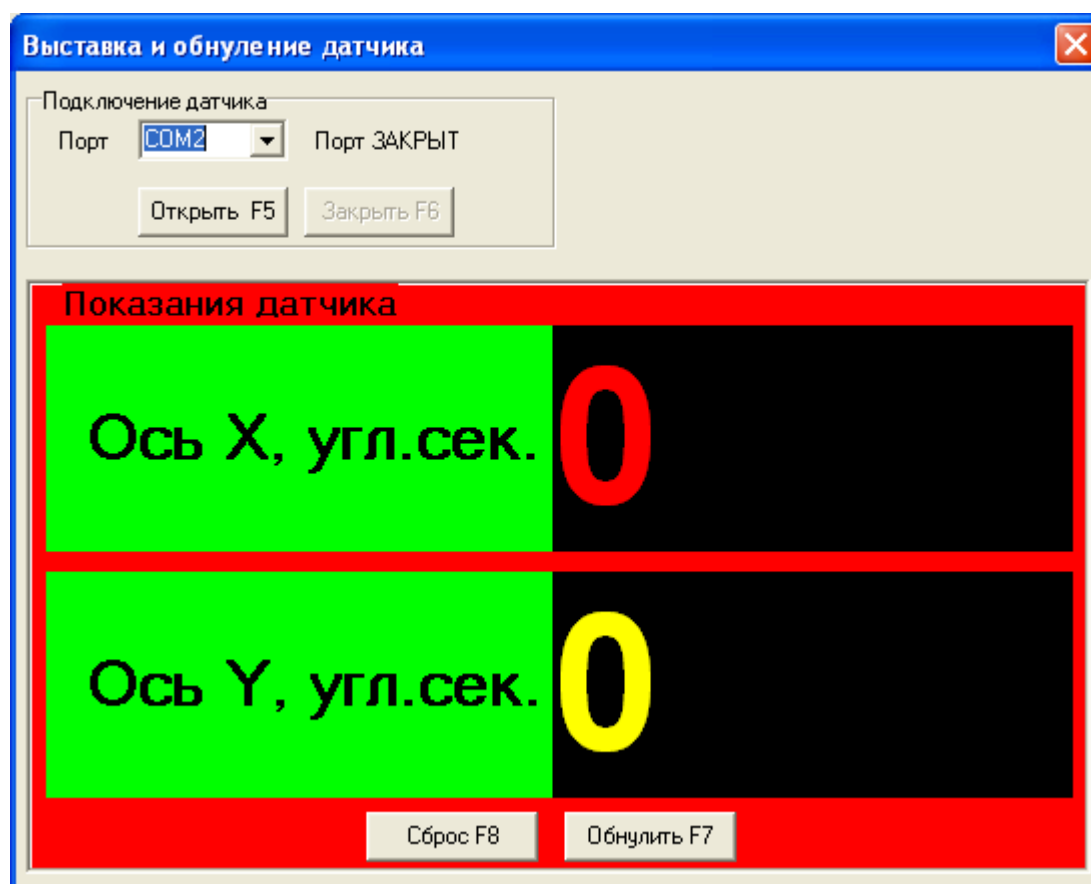 Выставка и обнуление датчика
Подключение датчика
Порт COM2 Порт ЗАКРЫТ
Открыть F5 Закрыть F6
Показания датчика
Ось X, угл.сек. 0
Ось Y, угл.сек. 0
Сброс F8 Обнулить F7